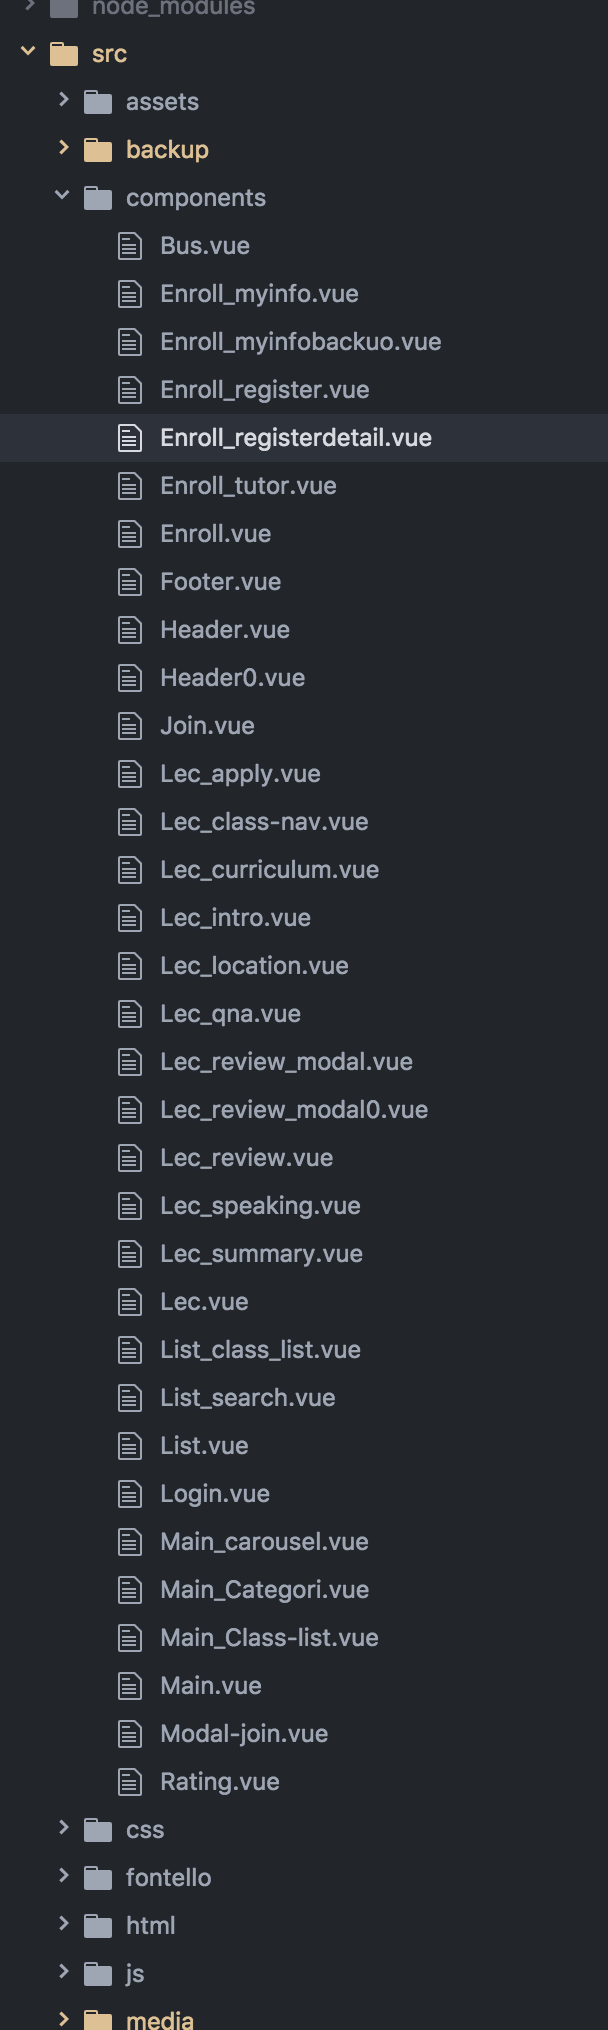 node_modules
src
assets
backup
components
Bus.vue
Enroll_myinfo.vue
Enroll_myinfobackuo.vue
Enroll_register.vue
Enroll_registerdetail.vue
Enroll_tutor.vue
Enroll.vue
Footer.vue
Header.vue
Header0.vue
Join.vue
Lec_apply.vue
Lec_class-nav.vue
Lec_curriculum.vue
Lec_intro.vue
Lec_location.vue
Lec_qna.vue
Lec_review_modal.vue
Lec_review_modal0.vue
Lec_review.vue
Lec_speaking.vue
Lec_summary.vue
Lec.vue
List_class_list.vue
List_search.vue
List.vue
Login.vue
Main_carousel.vue
Main_Categori.vue
Main_Class-list.vue
Main.vue
Modal-join.vue
Rating.vue
css
fontello
html
js
media